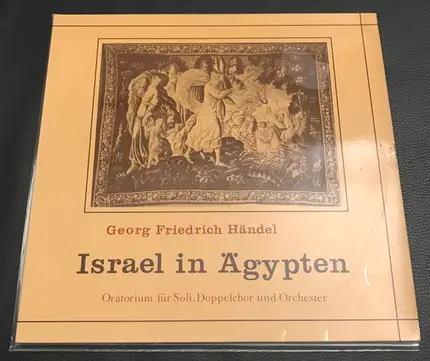 Georg Friedrich Händel
Israel in Ägypten
Oratorium für Soli, Doppelchor und Orchester